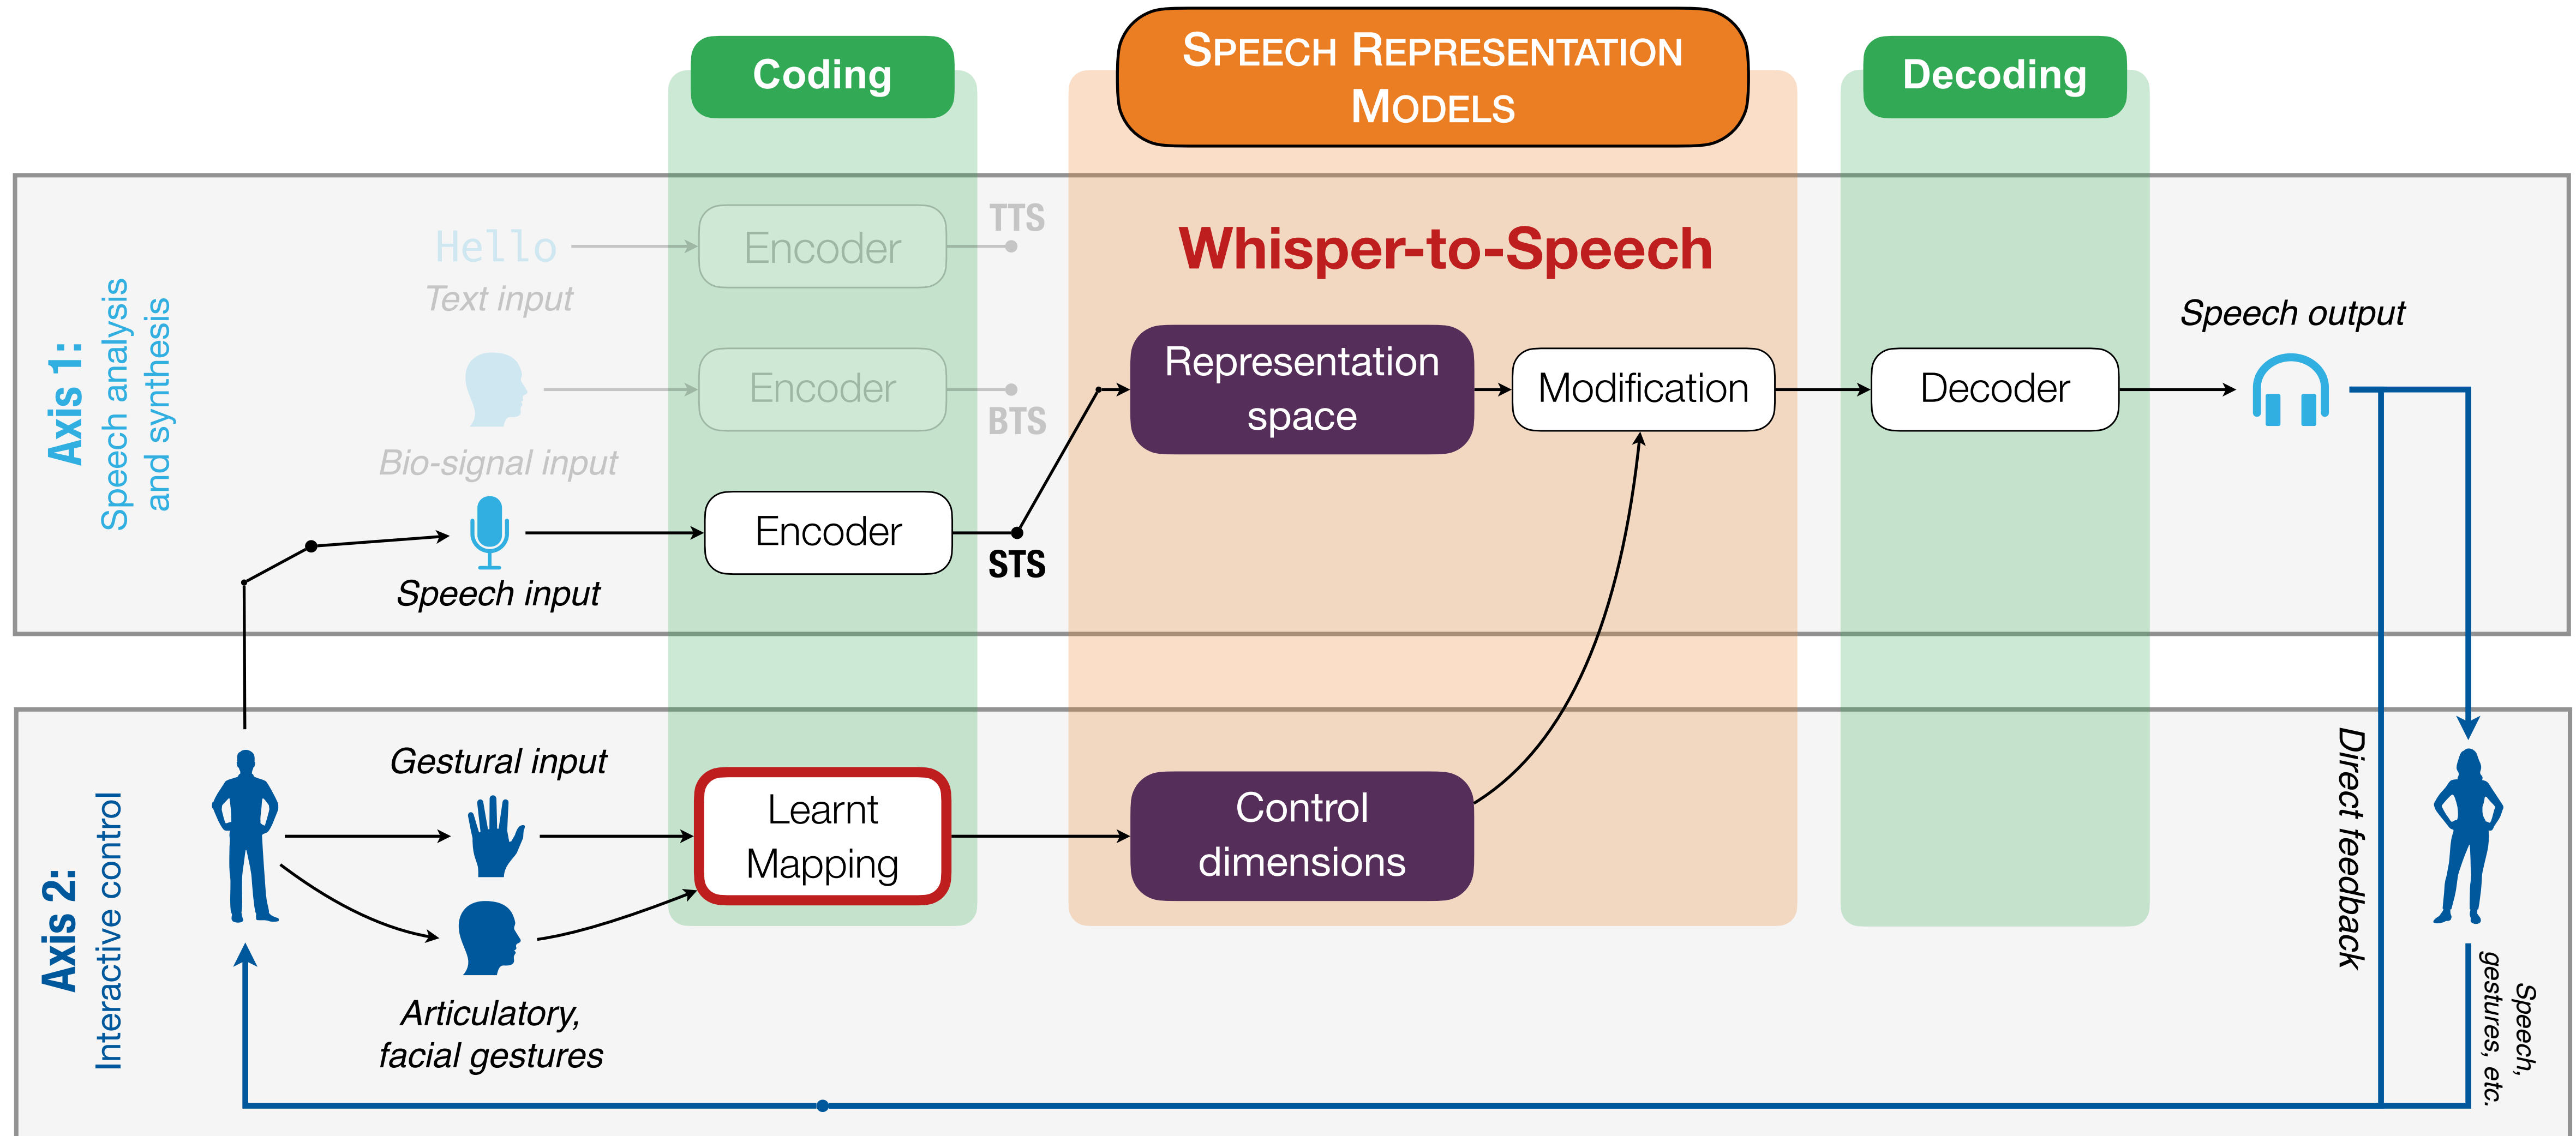 Coding
SPEECH REPRESENTATION
MODELS
Decoding
Axis 1:
Speech analysis
and synthesis
Hello
Text input
Encoder
TTS
Whisper-to-Speech
Bio-signal input
Encoder
BTS
Representation
space
Modification
Decoder
Speech output
Speech input
Encoder
STS
Axis 2:
Interactive control
Gestural input
Articulatory,
facial gestures
Learnt
Mapping
Control
dimensions
Direct feedback
Speech,
gestures, etc.